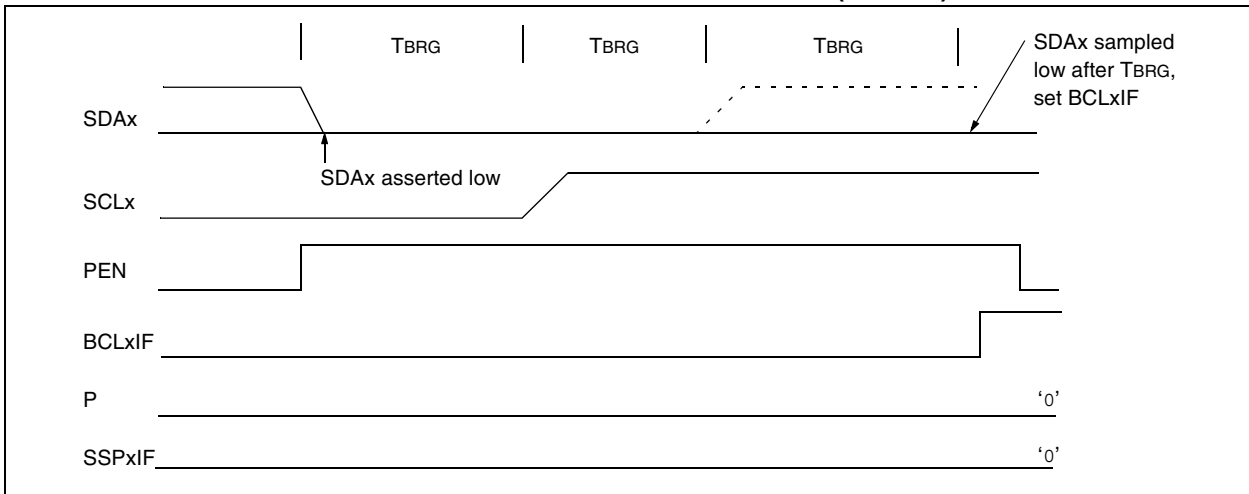 TBRG
TBRG
TBRG
SDAx sampled
low after TBRG,
set BCLxIF
SDAx
SDAx asserted low
SCLx
PEN
BCLxIF
P
‘0’
SSPxIF
‘0’